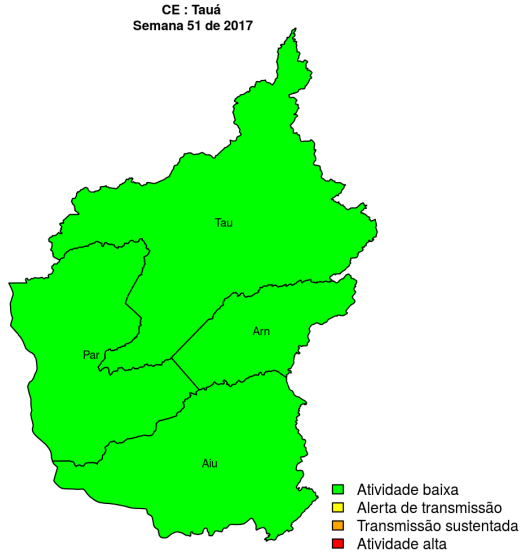 CE : Tauá
Semana 51 de 2017
Tau
Arn
Par
Aiu
Atividade baixa
Alerta de transmissão
Transmissão sustentada
Atividade alta